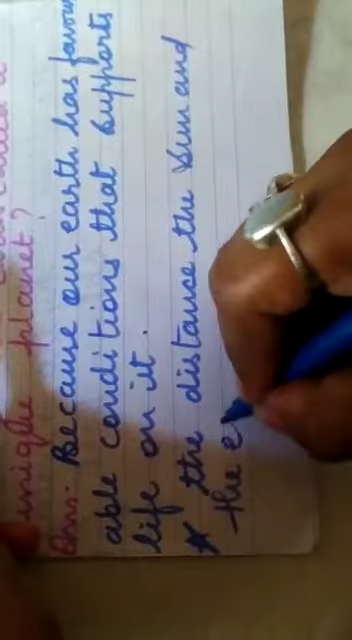 unique planet?
Ans: Because our earth has favour
able conditions that supports
life on it.
* the distance the Sun and
the e